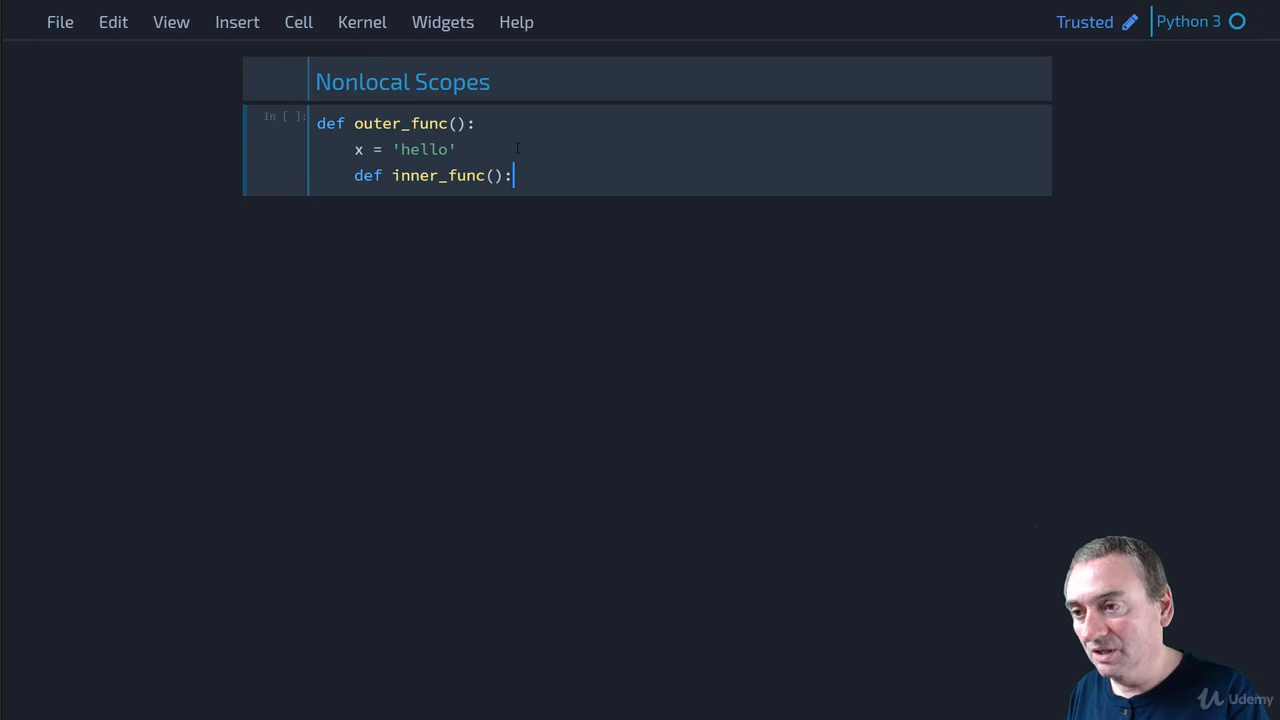 File Edit View Insert Cell Kernel Widgets Help Trusted Python 3
Nonlocal Scopes
In [ ]:
def outer_func():
    x = 'hello'
    def inner_func():
Udemy